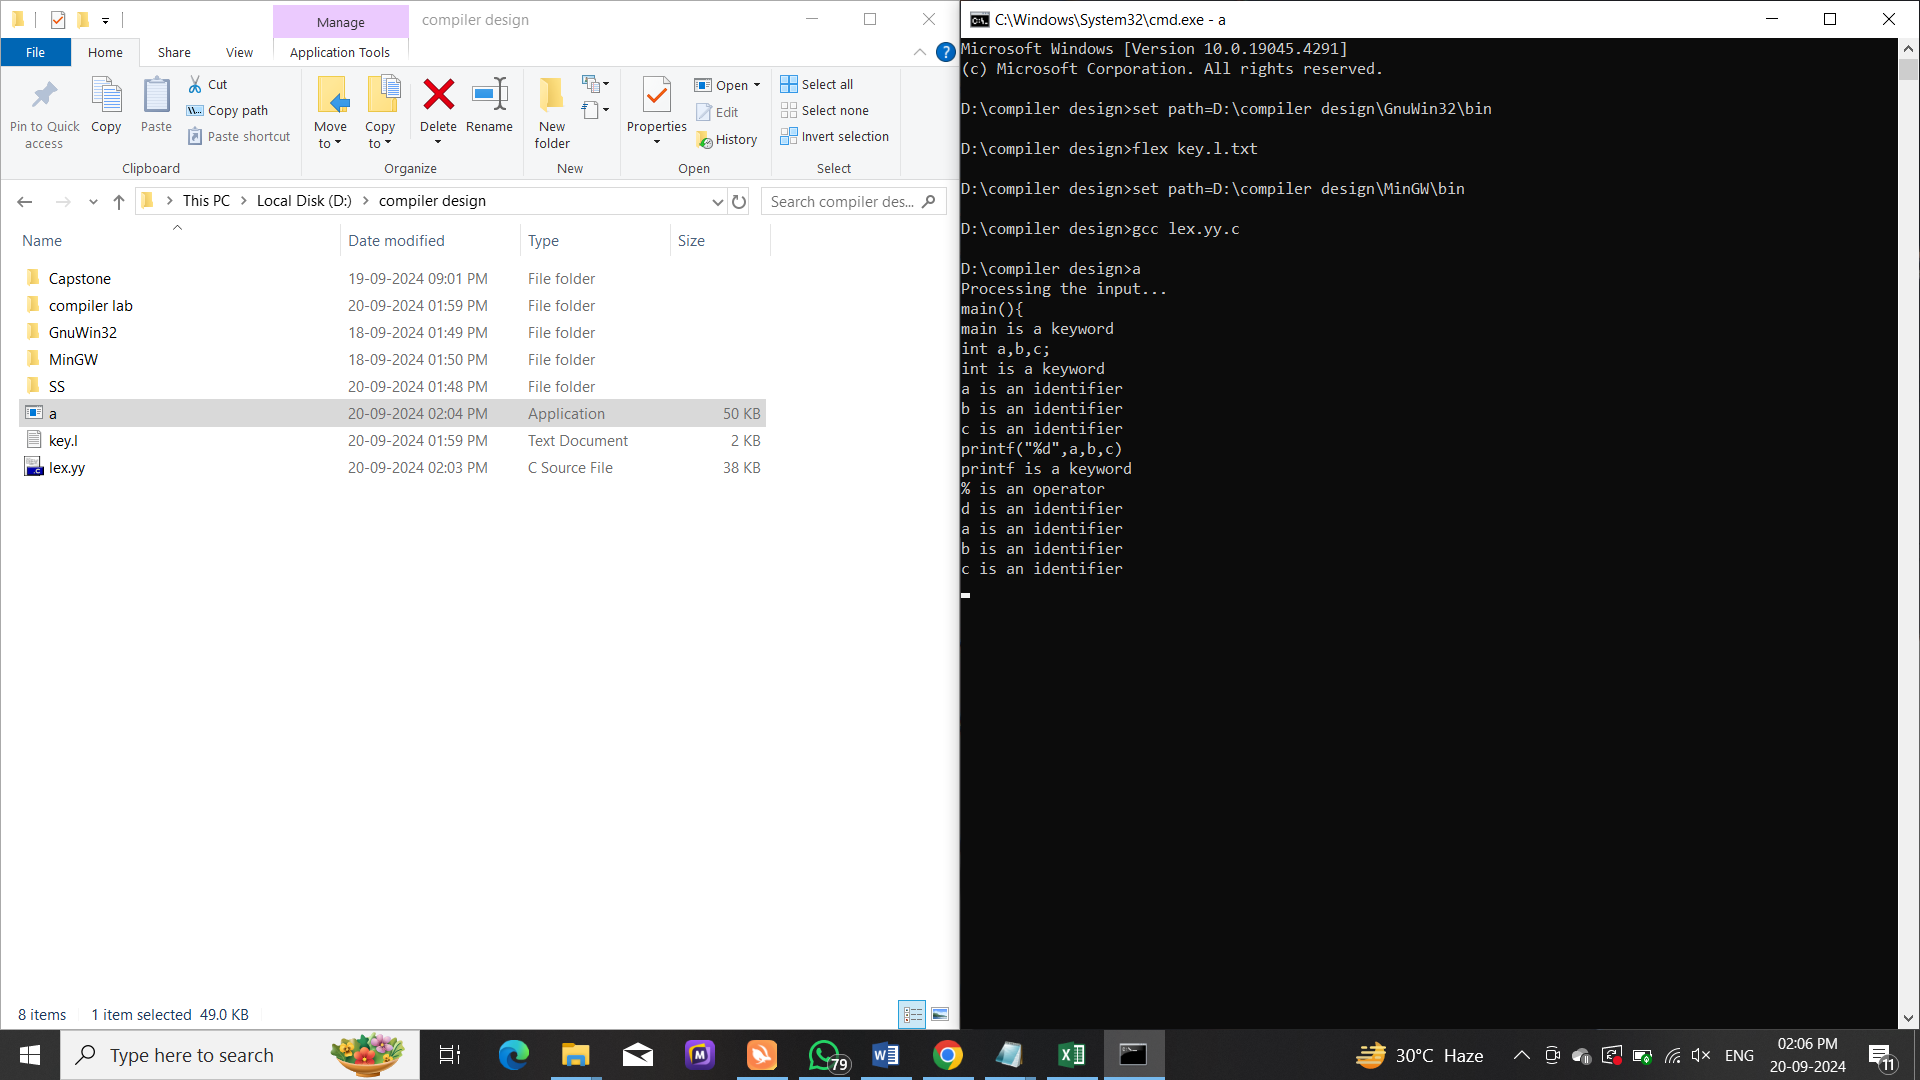 Manage
compiler design
File
Home
Share
View
Application Tools
Pin to Quick access
Copy
Paste
Cut
Copy path
Paste shortcut
Clipboard
Move to
Copy to
Delete
Rename
Organize
New folder
New
Properties
Open
Edit
History
Open
Select all
Select none
Invert selection
Select
This PC > Local Disk (D:) > compiler design
Search compiler des...
Name Date modified Type Size
Capstone 19-09-2024 09:01 PM File folder
compiler lab 20-09-2024 01:59 PM File folder
GnuWin32 18-09-2024 01:49 PM File folder
MinGW 18-09-2024 01:50 PM File folder
SS 20-09-2024 01:48 PM File folder
a 20-09-2024 02:04 PM Application 50 KB
key.l 20-09-2024 01:59 PM Text Document 2 KB
lex.yy 20-09-2024 02:03 PM C Source File 38 KB
8 items 1 item selected 49.0 KB
C:\Windows\System32\cmd.exe - a
Microsoft Windows [Version 10.0.19045.4291]
(c) Microsoft Corporation. All rights reserved.
D:\compiler design>set path=D:\compiler design\GnuWin32\bin
D:\compiler design>flex key.l.txt
D:\compiler design>set path=D:\compiler design\MinGW\bin
D:\compiler design>gcc lex.yy.c
D:\compiler design>a
Processing the input...
main(){
main is a keyword
int a,b,c;
int is a keyword
a is an identifier
b is an identifier
c is an identifier
printf("%d",a,b,c)
printf is a keyword
% is an operator
d is an identifier
a is an identifier
b is an identifier
c is an identifier
Type here to search
79
30°C Haze
ENG
02:06 PM
20-09-2024
11